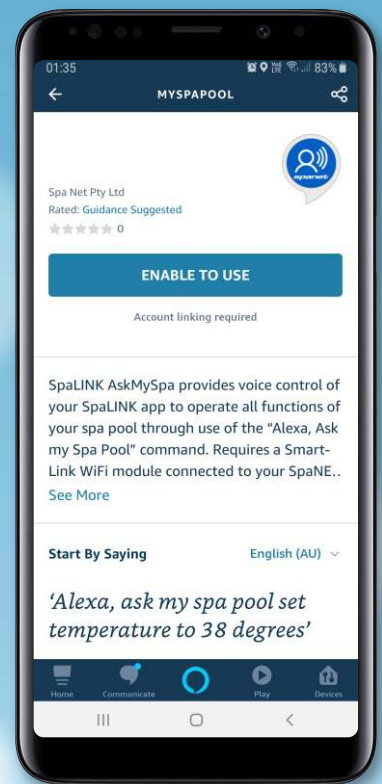 01:35 83%
MYSPAPOOL
spanet
Spa Net Pty Ltd
Rated: Guidance Suggested
0
ENABLE TO USE
Account linking required
SpaLINK AskMySpa provides voice control of
your SpaLINK app to operate all functions of
your spa pool through use of the “Alexa, Ask
my Spa Pool” command. Requires a Smart-
Link WiFi module connected to your SpaNE..
See More
Start By Saying English (AU)
‘Alexa, ask my spa pool set
temperature to 38 degrees’
Home Communicate Play Devices